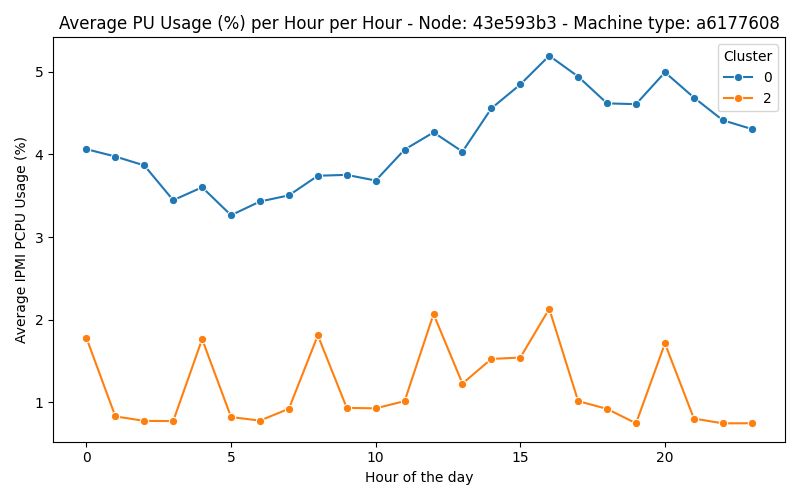 Average PU Usage (%) per Hour per Hour - Node: 43e593b3 - Machine type: a6177608
Cluster
0
2
Average IPMI PCPU Usage (%)
5
4
3
2
1
0 5 10 15 20
Hour of the day